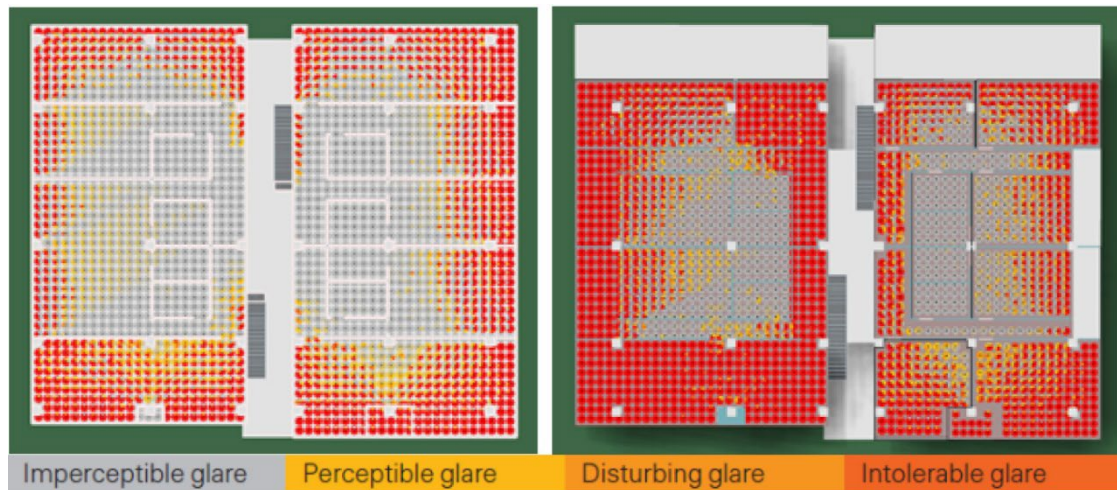 Imperceptible glare
Perceptible glare
Disturbing glare
Intolerable glare